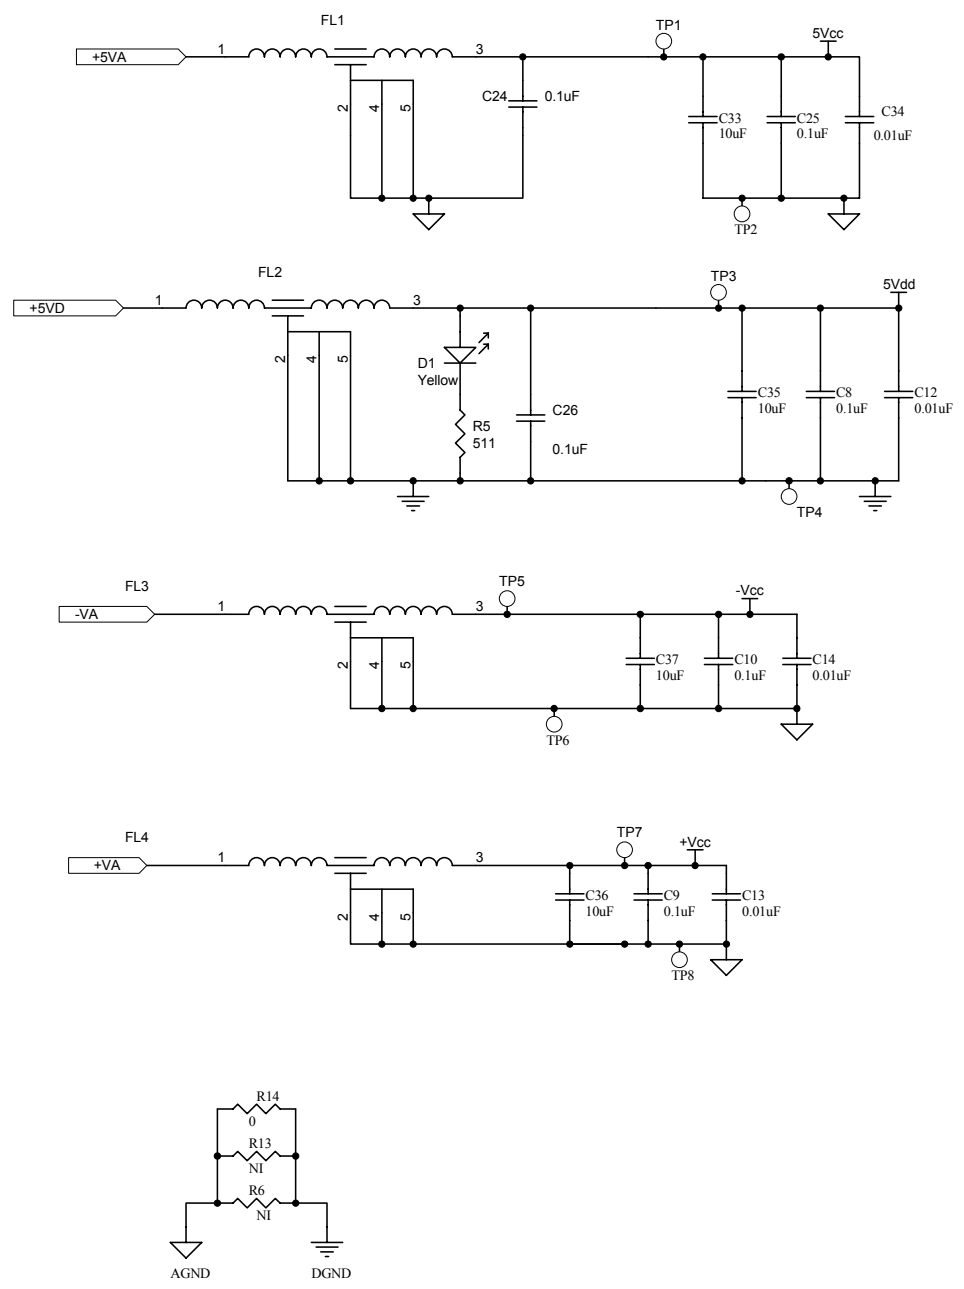 FL1
TP1
5Vcc
+5VA
1
3
C24
0.1uF
2
4
5
C33
10uF
C25
0.1uF
C34
0.01uF
TP2
FL2
TP3
5Vdd
+5VD
1
3
2
4
5
D1
Yellow
R5
511
C26
0.1uF
C35
10uF
C8
0.1uF
C12
0.01uF
TP4
FL3
TP5
-Vcc
-VA
1
3
2
4
5
C37
10uF
C10
0.1uF
C14
0.01uF
TP6
FL4
TP7
+Vcc
+VA
1
3
2
4
5
C36
10uF
C9
0.1uF
C13
0.01uF
TP8
R14
0
R13
NI
R6
NI
AGND
DGND